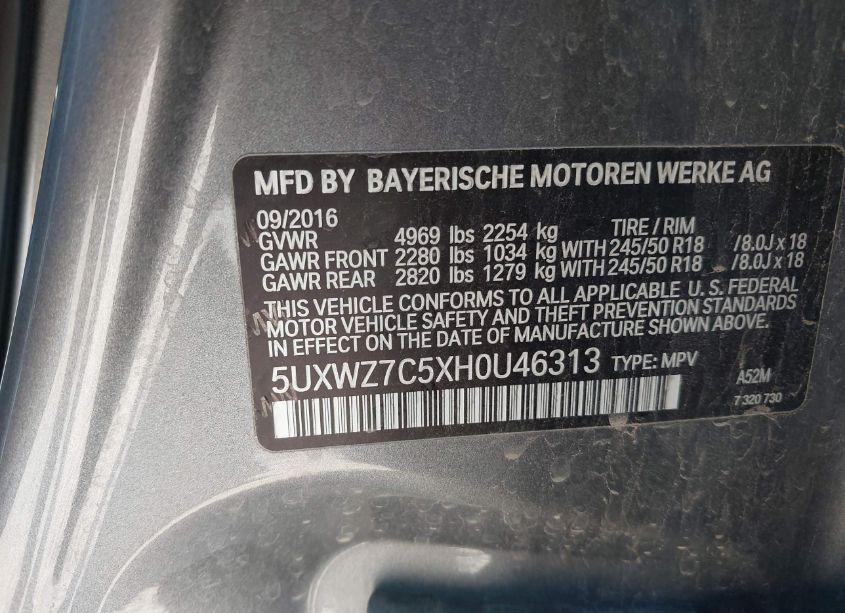 MFD BY BAYERISCHE MOTOREN WERKE AG
09/2016 TIRE / RIM
GVWR 4969 lbs 2254 kg
GAWR FRONT 2280 lbs 1034 kg WITH 245/50 R18 /8.0J x 18
GAWR REAR 2820 lbs 1279 kg WITH 245/50 R18 /8.0J x 18
THIS VEHICLE CONFORMS TO ALL APPLICABLE U. S. FEDERAL
MOTOR VEHICLE SAFETY AND THEFT PREVENTION STANDARDS
IN EFFECT ON THE DATE OF MANUFACTURE SHOWN ABOVE.
5UXWZ7C5XH0U46313 TYPE: MPV
A52M
7 320 730